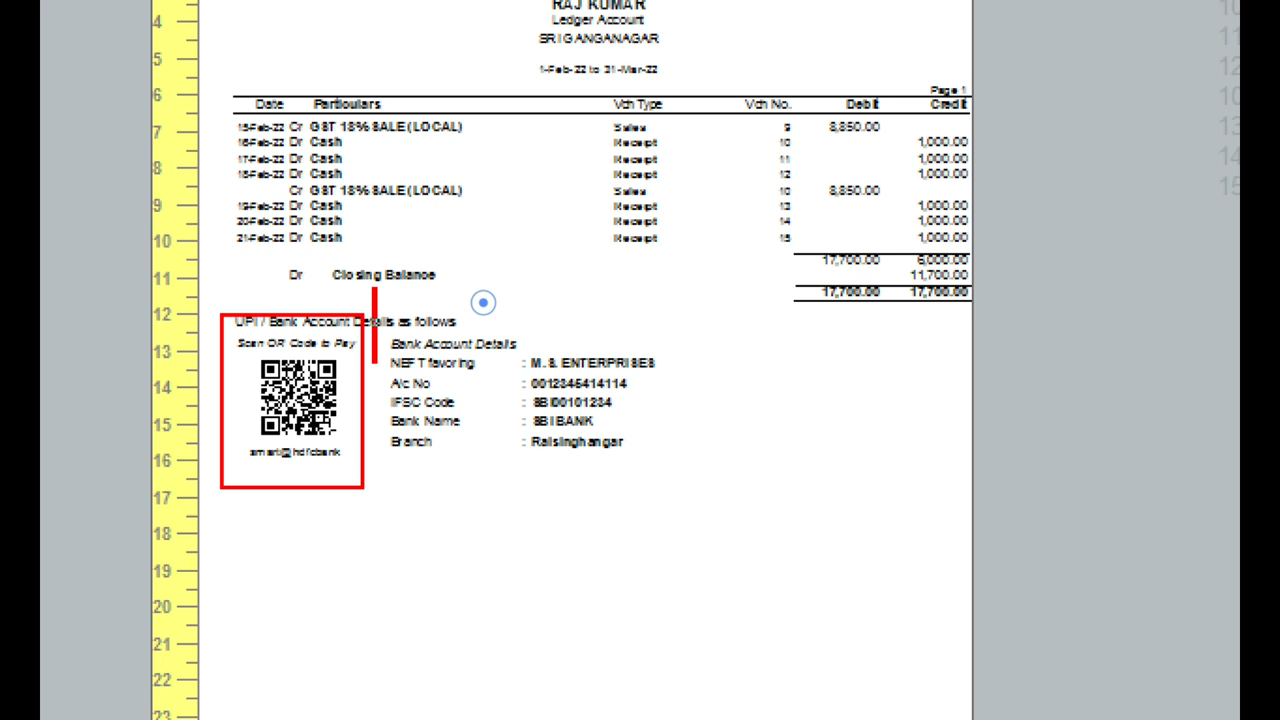 RAJ KUMAR
Ledger Account
SRIGANGANAGAR
1-Feb-22 to 31-Mar-22
Page 1
Date Particulars Vch Type Vch No. Debit Credit
15-Feb-22 Cr GST 18% SALE (LOCAL) Sales 9 8,850.00
16-Feb-22 Dr Cash Receipt 10 1,000.00
17-Feb-22 Dr Cash Receipt 11 1,000.00
18-Feb-22 Dr Cash Receipt 12 1,000.00
Cr GST 18% SALE (LOCAL) Sales 10 8,850.00
19-Feb-22 Dr Cash Receipt 13 1,000.00
20-Feb-22 Dr Cash Receipt 14 1,000.00
21-Feb-22 Dr Cash Receipt 15 1,000.00
17,700.00 6,000.00
Dr Closing Balance 11,700.00
17,700.00 17,700.00
UPI / Bank Account Details as follows
Scan QR Code to Pay
Bank Account Details
NEFT favoring : M.S. ENTERPRISES
A/c No : 0012345414114
IFSC Code : SBI00101234
Bank Name : SBI BANK
Branch : Raisinghangar
smart@hdfcbank
4
5
6
7
8
9
10
11
12
13
14
15
16
17
18
19
20
21
22
23
10
11
12
10
13
14
15